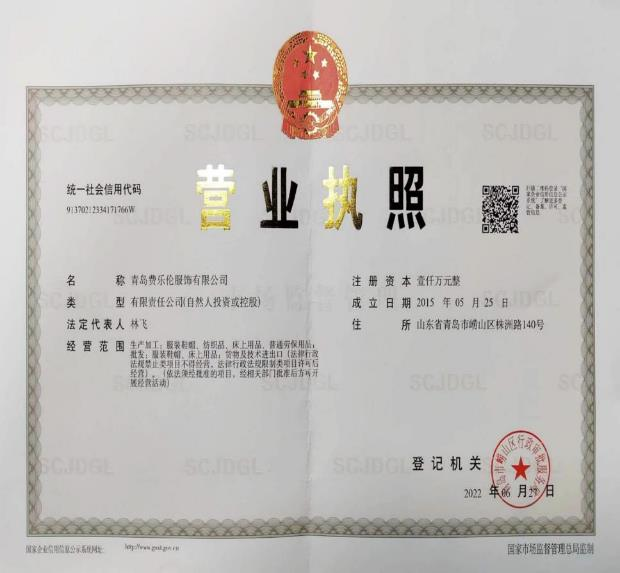 营业执照
统一社会信用代码
91370212334171766W
扫描二维码登录“国
家企业信用信息公示
系统”了解更多登
记、备案、许可、监
管信息
名 称 青岛费乐伦服饰有限公司
类 型 有限责任公司(自然人投资或控股)
法定代表人 林飞
经营范围 生产加工：服装鞋帽、纺织品、床上用品、普通劳保用品；
批发：服装鞋帽、床上用品；货物及技术进出口（法律行政
法规禁止类项目不得经营，法律行政法规限制类项目许可后
经营）。（依法须经批准的项目，经相关部门批准后方可开
展经营活动）
注册资本 壹仟万元整
成立日期 2015 年 05 月 25 日
住 所 山东省青岛市崂山区株洲路140号
登记机关
青岛市崂山区行政审批服务局
2022 年 06 月 27 日
国家企业信用信息公示系统网址：
http://www.gsxt.gov.cn
国家市场监督管理总局监制
SCJDGL